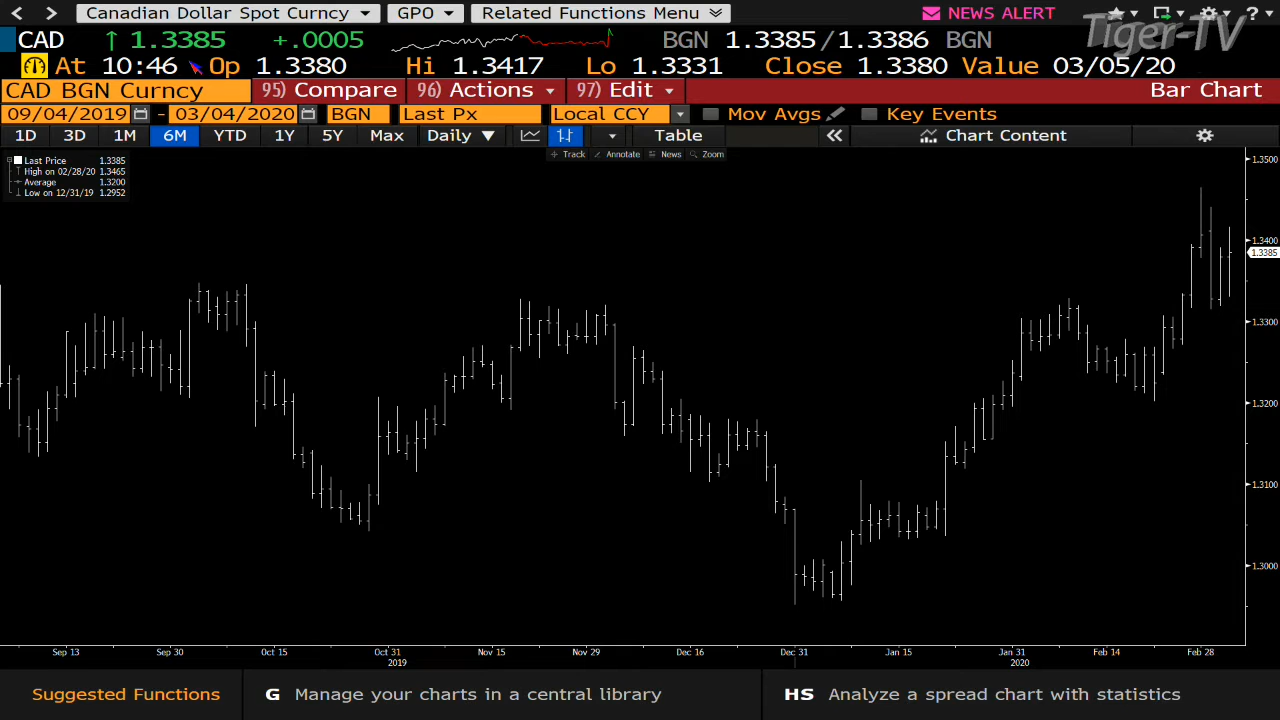 Canadian Dollar Spot Curncy GPO Related Functions Menu NEWS ALERT
Tiger-TV
CAD 1.3385 +.0005 BGN 1.3385/1.3386 BGN
At 10:46 Op 1.3380 Hi 1.3417 Lo 1.3331 Close 1.3380 Value 03/05/20
CAD BGN Curncy 95) Compare 96) Actions 97) Edit Bar Chart
09/04/2019 - 03/04/2020 BGN Last Px Local CCY Mov Avgs Key Events
1D 3D 1M 6M YTD 1Y 5Y Max Daily Table Chart Content
Track Annotate News Zoom
Last Price 1.3385
High on 02/28/20 1.3465
Average 1.3200
Low on 12/31/19 1.2952
1.3500
1.3400
1.3385
1.3300
1.3200
1.3100
1.3000
Sep 13 Sep 30 Oct 15 Oct 31 Nov 15 Nov 29 Dec 16 Dec 31 Jan 15 Jan 31 Feb 14 Feb 28
2019 2020
Suggested Functions G Manage your charts in a central library HS Analyze a spread chart with statistics